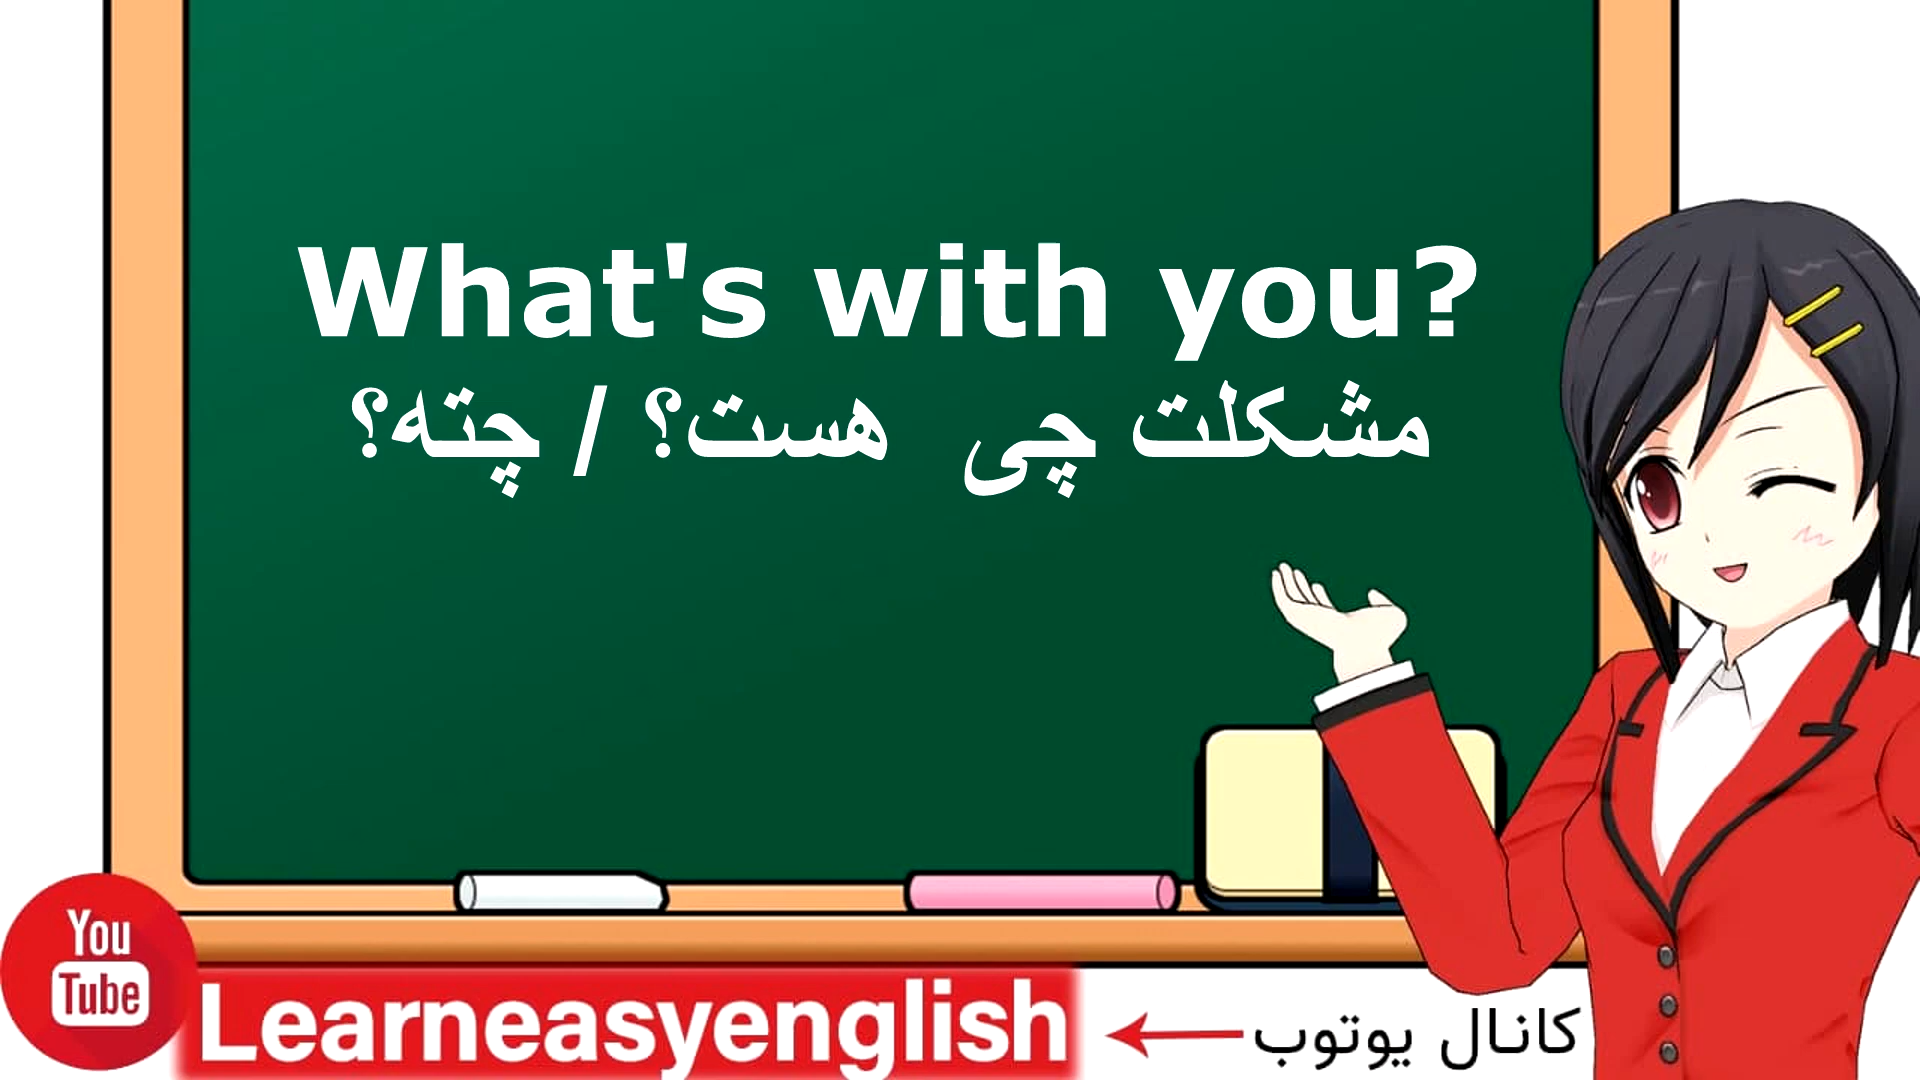 What's with you?
مشکلت چی هست؟ / چته؟
You
Tube
Learneasyenglish
کانال یوتوب